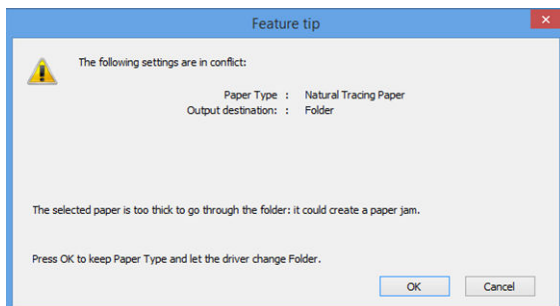 Feature tip
The following settings are in conflict:
Paper Type : Natural Tracing Paper
Output destination: : Folder
The selected paper is too thick to go through the folder: it could create a paper jam.
Press OK to keep Paper Type and let the driver change Folder.
OK Cancel